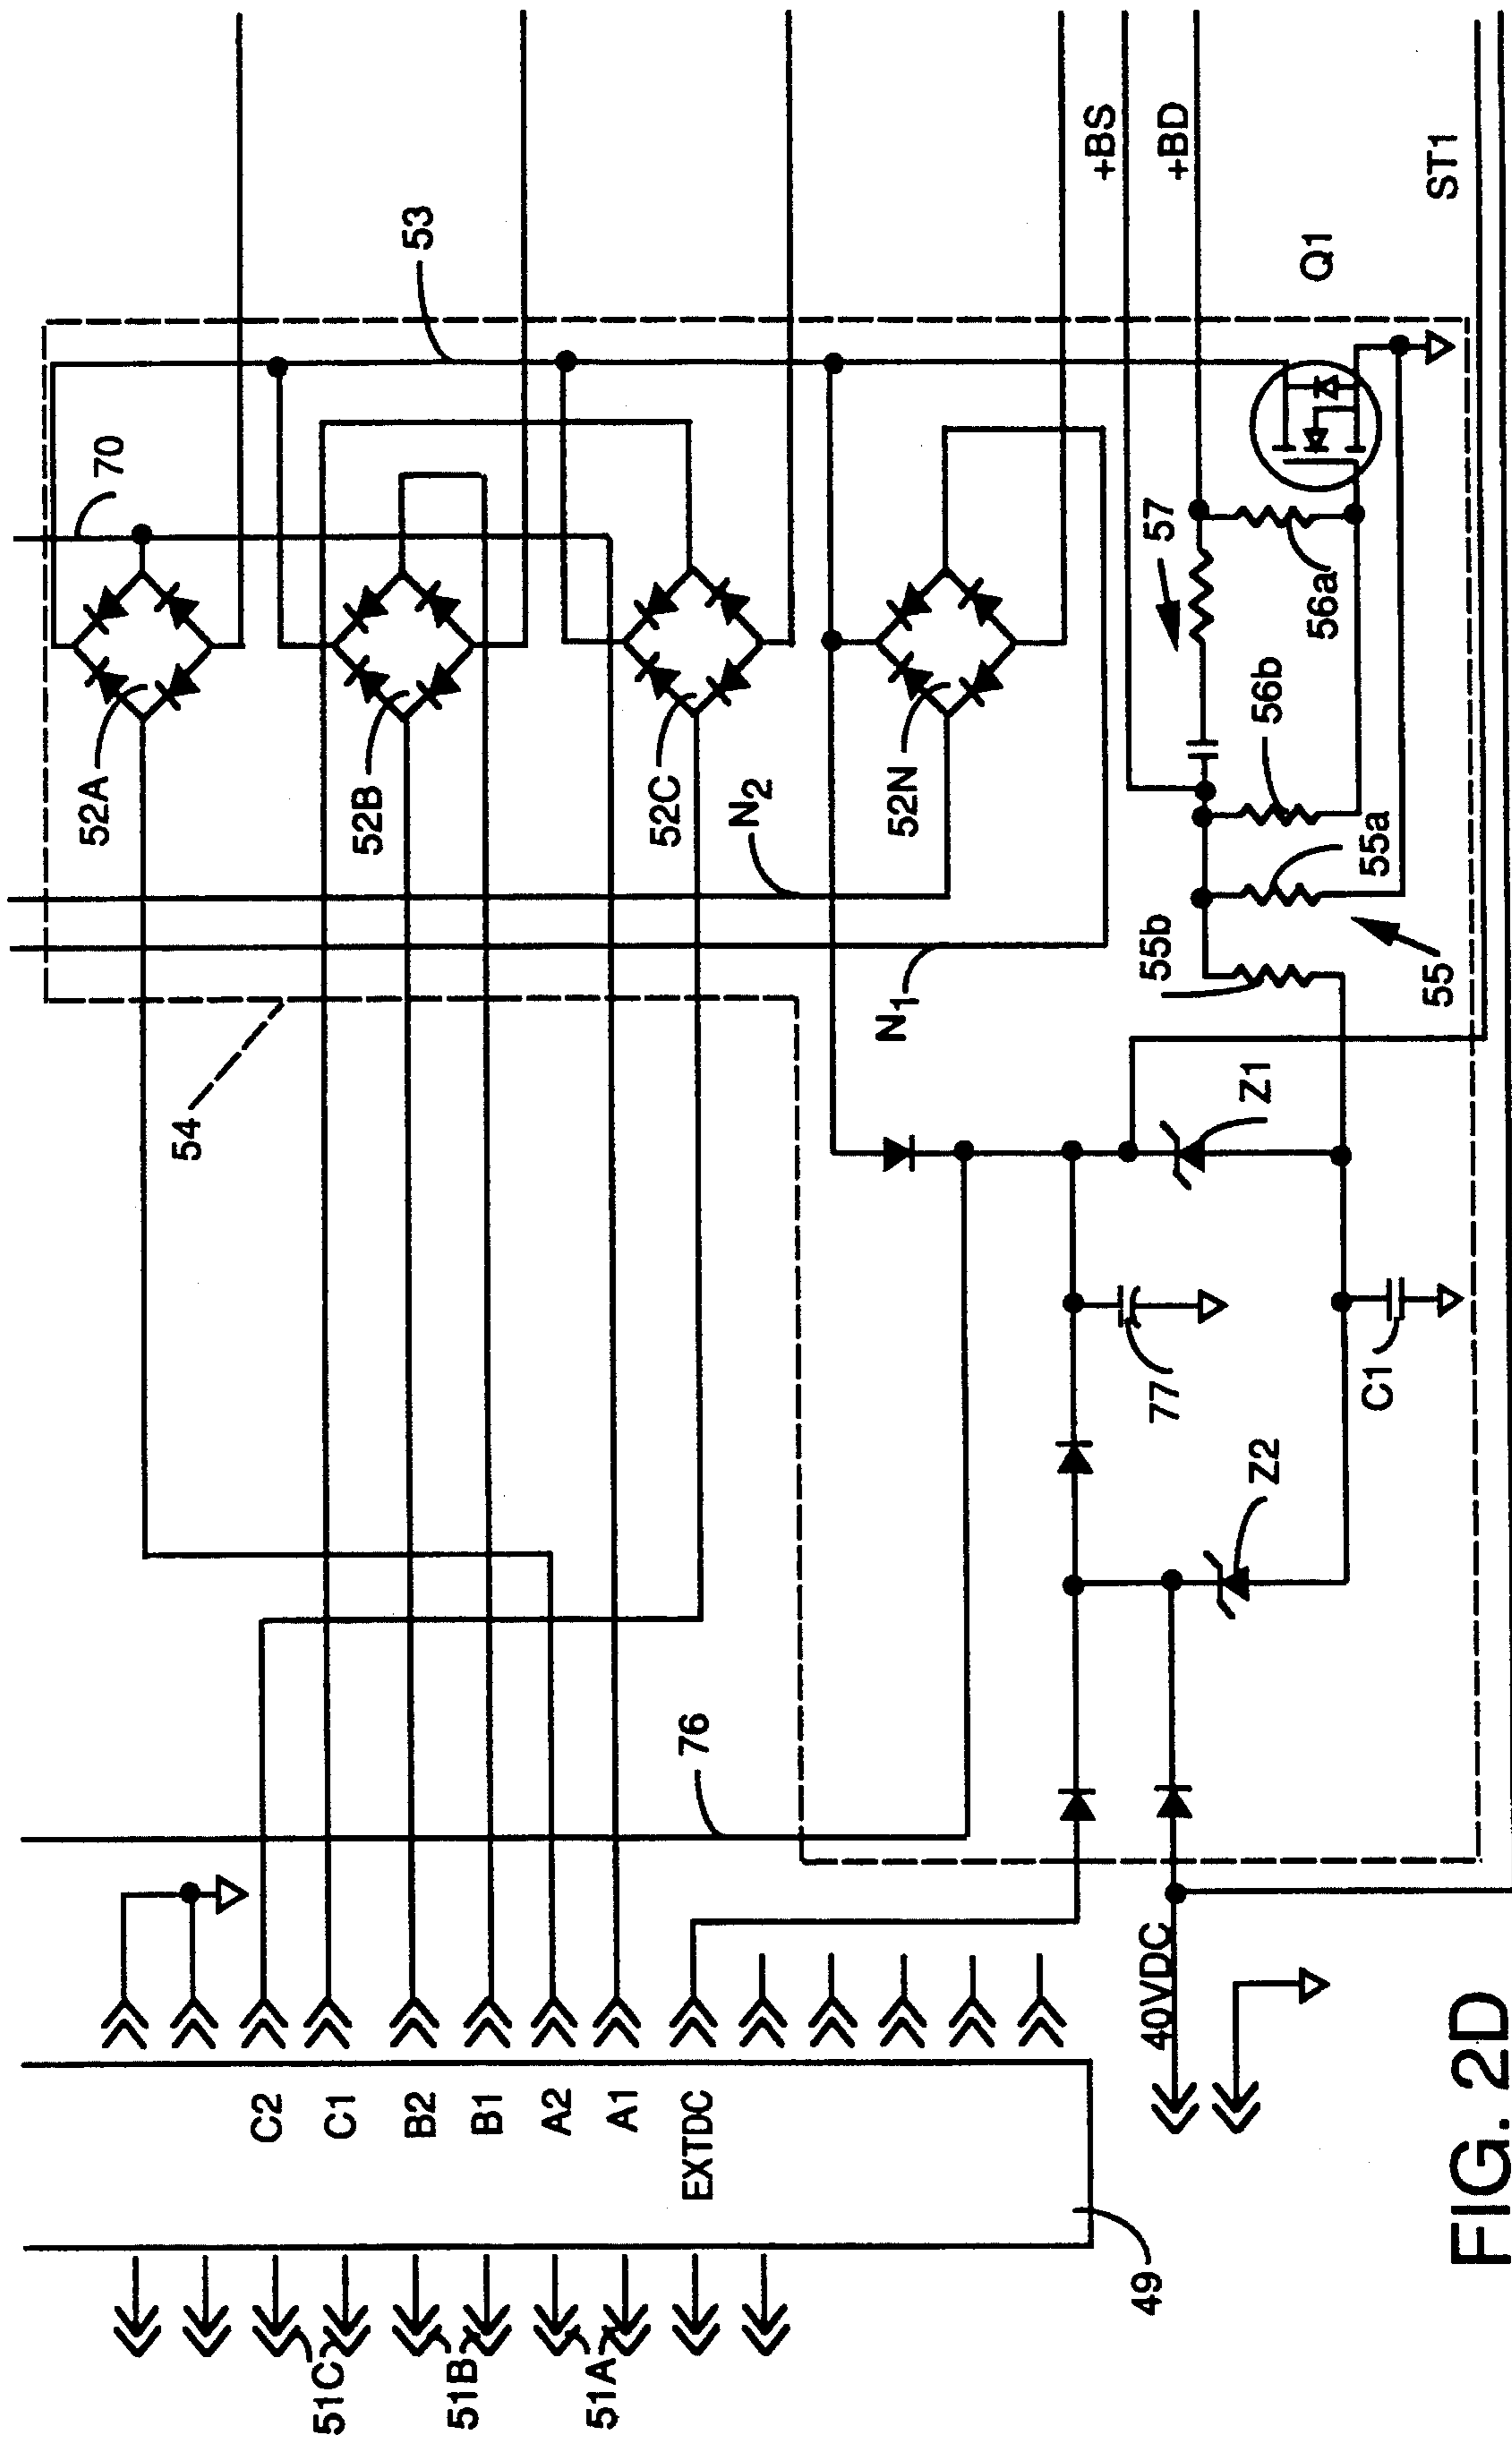 51C
51B
51A
49
C2
C1
B2
B1
A2
A1
EXTDC
40VDC
76
54
52A
52B
52C
52N
N2
N1
70
53
+BS
+BD
ST1
Q1
57
56a
56b
55a
55b
55
Z1
Z2
77
C1
FIG. 2D